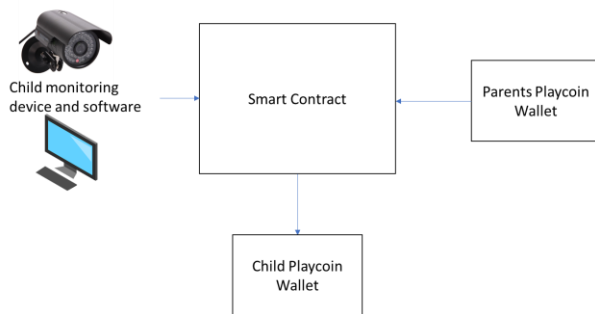 Child monitoring
device and software
Smart Contract
Parents Playcoin
Wallet
Child Playcoin
Wallet